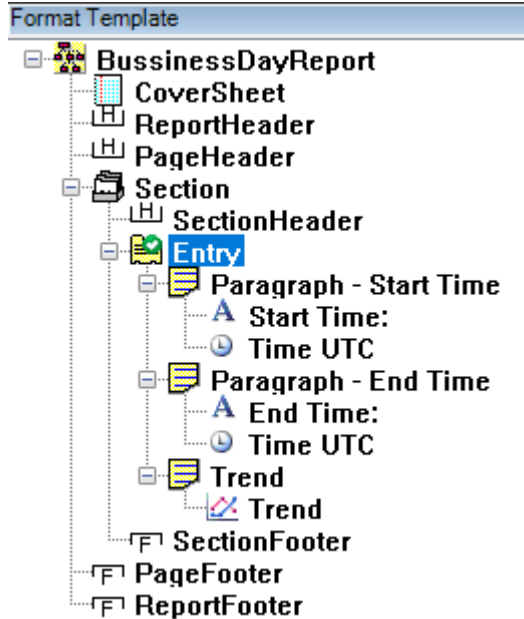 Format Template
BussinessDayReport
CoverSheet
H ReportHeader
H PageHeader
Section
H SectionHeader
Entry
Paragraph - Start Time
A Start Time:
Time UTC
Paragraph - End Time
A End Time:
Time UTC
Trend
Trend
F SectionFooter
F PageFooter
F ReportFooter